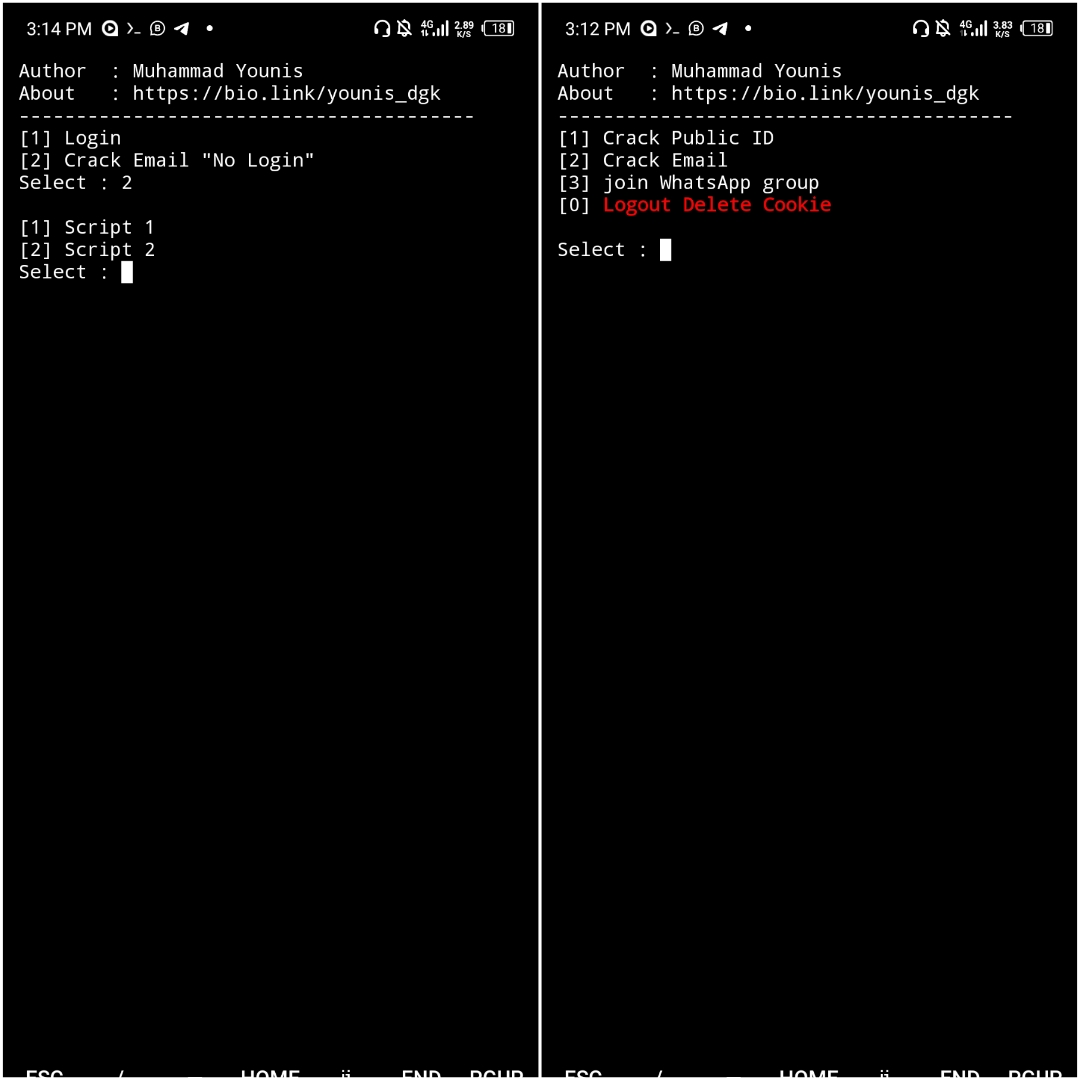 3:14 PM
4G 2.89 K/S 18
Author : Muhammad Younis
About : https://bio.link/younis_dgk
----------------------------------------
[1] Login
[2] Crack Email "No Login"
Select : 2
[1] Script 1
[2] Script 2
Select :
ESC / HOME END PGUP
3:12 PM
4G 3.83 K/S 18
Author : Muhammad Younis
About : https://bio.link/younis_dgk
----------------------------------------
[1] Crack Public ID
[2] Crack Email
[3] join WhatsApp group
[0] Logout Delete Cookie
Select :
ESC / HOME END PGUP